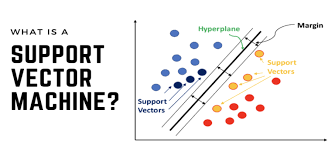 WHAT IS A
SUPPORT
VECTOR
MACHINE?
Hyperplane
Margin
Support
Vectors
Support
Vectors